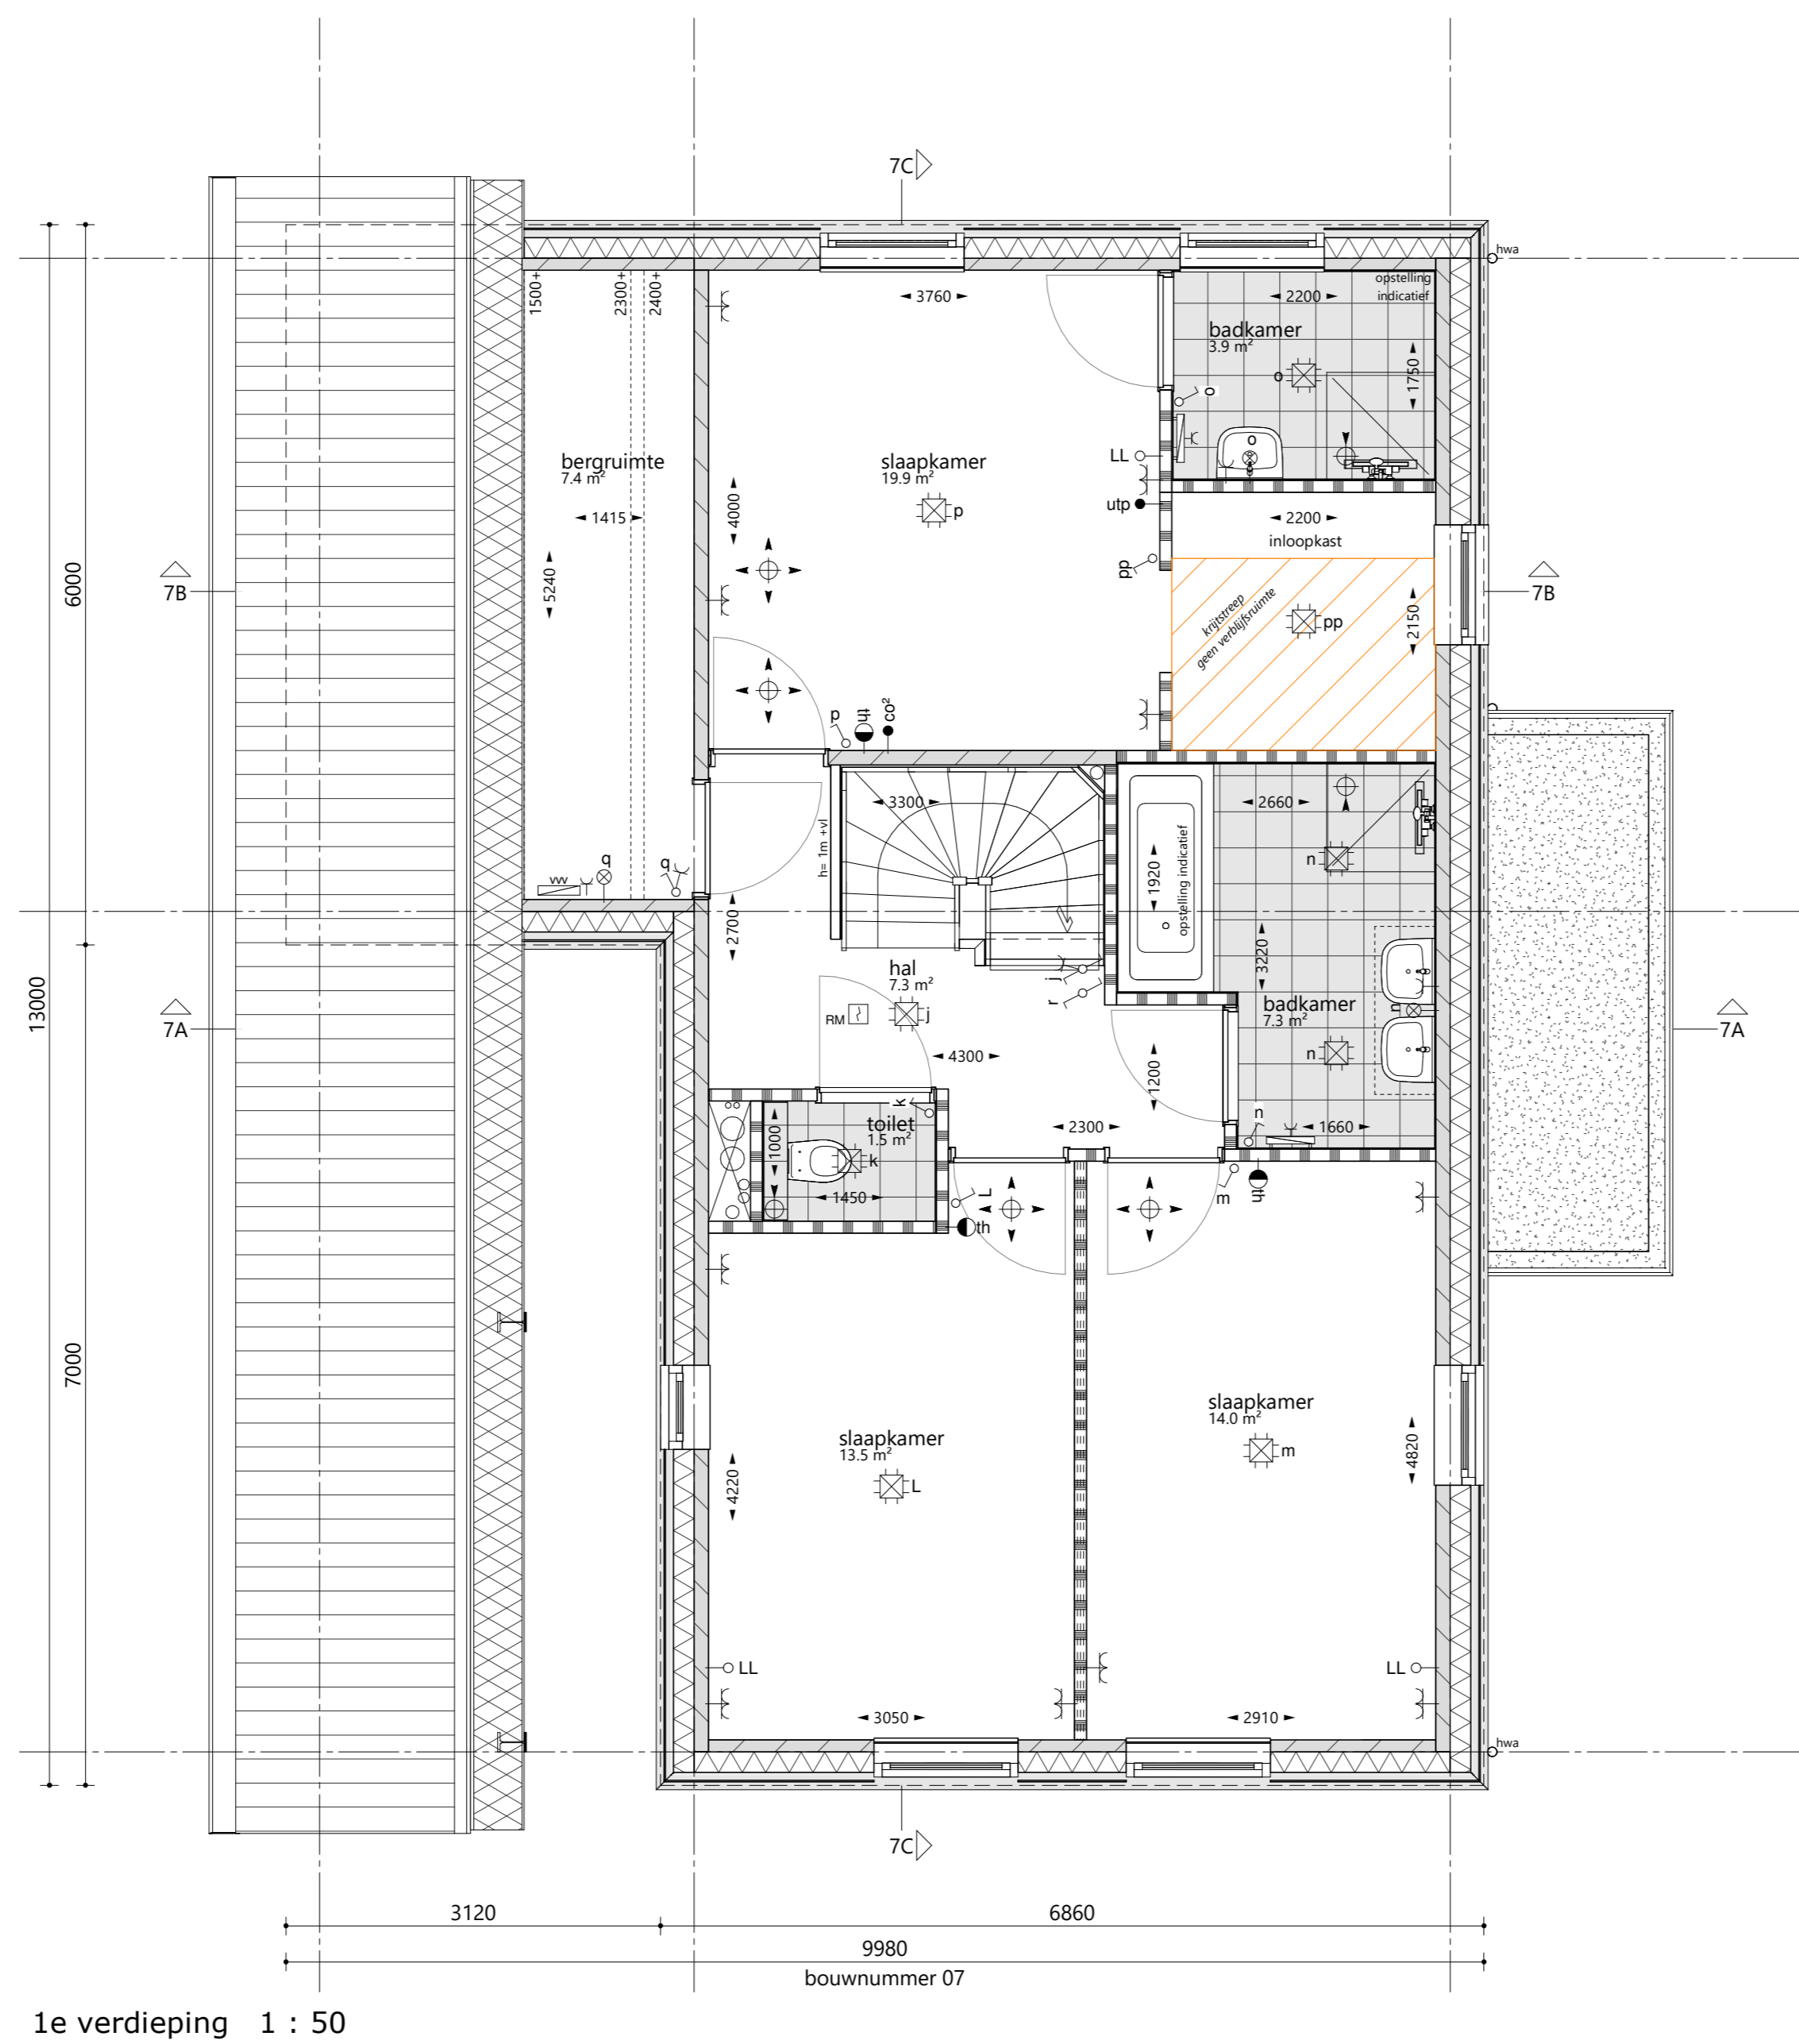 7C
hwa
1500+
2300+
2400+
3760
2200
opstelling
indicatief
badkamer
3.9 m²
1750
o
o
o
bergruimte
7.4 m²
slaapkamer
19.9 m²
p
LL
utp
4000
1415
2200
inloopkast
6000
5240
pp
7B
7B
krijtstreep
geen verblijfsruimte
pp
2150
p
th
co²
3300
2660
h= 1m +vl
1920
opstelling indicatief
n
vvv
q
q
2700
3220
hal
7.3 m²
j
r
RM
j
badkamer
7.3 m²
n
n
13000
7A
7A
4300
1200
k
n
toilet
1.5 m²
1000
k
2300
1660
1450
L
m
th
th
7000
slaapkamer
14.0 m²
m
slaapkamer
13.5 m²
L
4220
4820
LL
LL
3050
2910
hwa
7C
3120
6860
9980
bouwnummer 07
1e verdieping 1 : 50